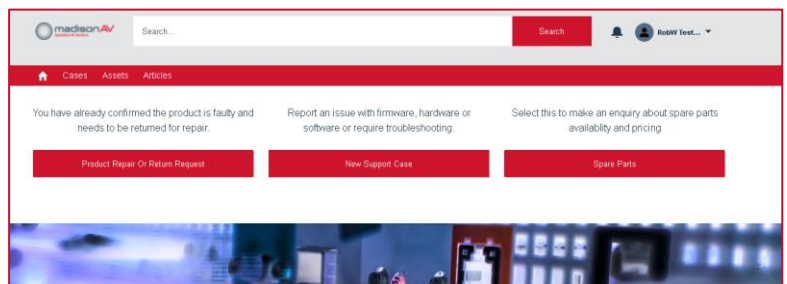 madisonAV
Search...
Search
RobW Test...
Cases Assets Articles
You have already confirmed the product is faulty and
needs to be returned for repair.
Product Repair Or Return Request
Report an issue with firmware, hardware or
software or require troubleshooting.
New Support Case
Select this to make an enquiry about spare parts
availablity and pricing
Spare Parts